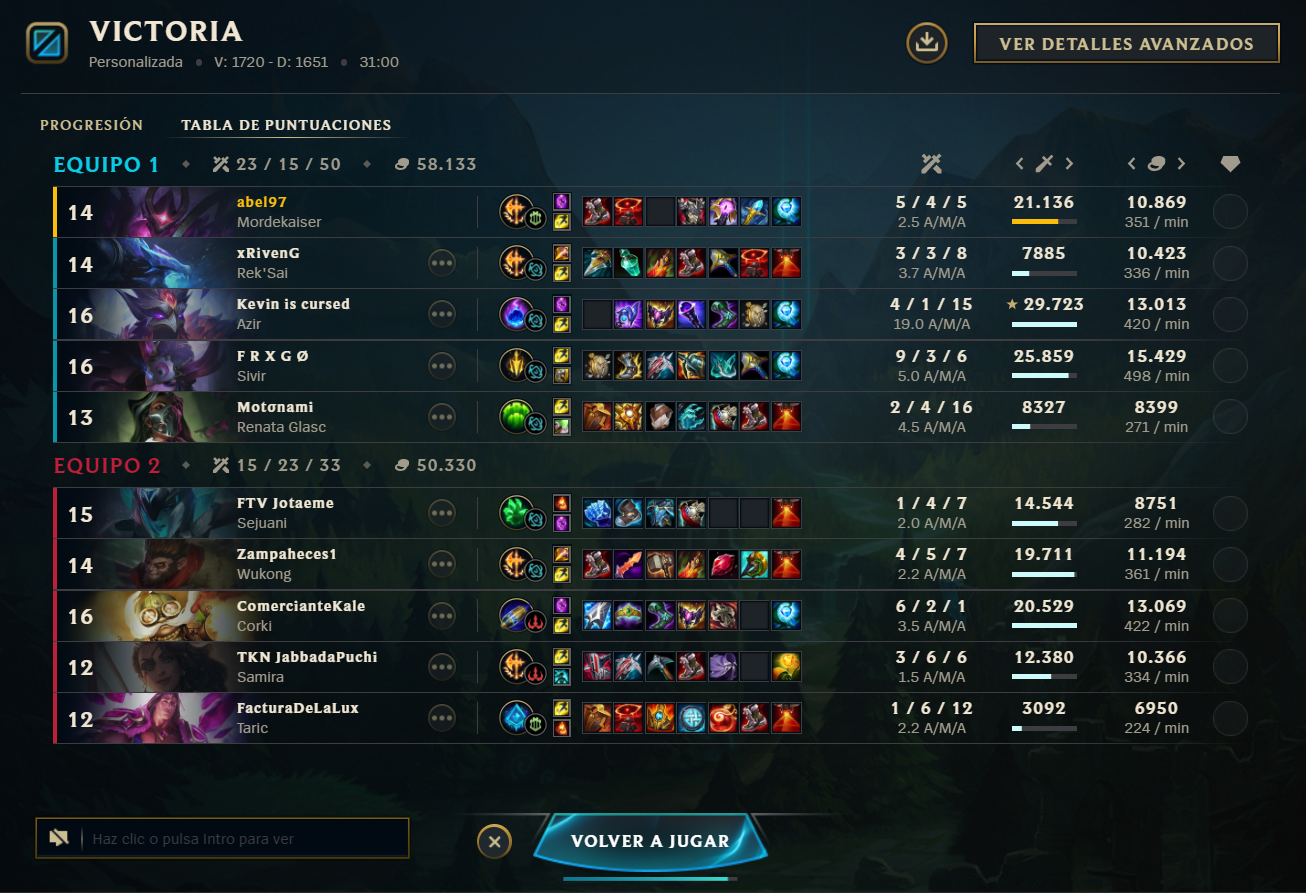 VICTORIA
Personalizada • V: 1720 - D: 1651 • 31:00
VER DETALLES AVANZADOS
PROGRESIÓN
TABLA DE PUNTUACIONES
EQUIPO 1 23 / 15 / 50 58.133
14 abel97 5 / 4 / 5 21.136 10.869
Mordekaiser 2.5 A/M/A 351 / min
14 xRivenG 3 / 3 / 8 7885 10.423
Rek'Sai 3.7 A/M/A 336 / min
16 Kevin is cursed 4 / 1 / 15 29.723 13.013
Azir 19.0 A/M/A 420 / min
16 F R X G Ø 9 / 3 / 6 25.859 15.429
Sivir 5.0 A/M/A 498 / min
13 Motønami 2 / 4 / 16 8327 8399
Renata Glasc 4.5 A/M/A 271 / min
EQUIPO 2 15 / 23 / 33 50.330
15 FTV Jotaeme 1 / 4 / 7 14.544 8751
Sejuani 2.0 A/M/A 282 / min
14 Zampaheces1 4 / 5 / 7 19.711 11.194
Wukong 2.2 A/M/A 361 / min
16 ComercianteKale 6 / 2 / 1 20.529 13.069
Corki 3.5 A/M/A 422 / min
12 TKN JabbadaPuchi 3 / 6 / 6 12.380 10.366
Samira 1.5 A/M/A 334 / min
12 FacturaDeLaLux 1 / 6 / 12 3092 6950
Taric 2.2 A/M/A 224 / min
Haz clic o pulsa Intro para ver
VOLVER A JUGAR